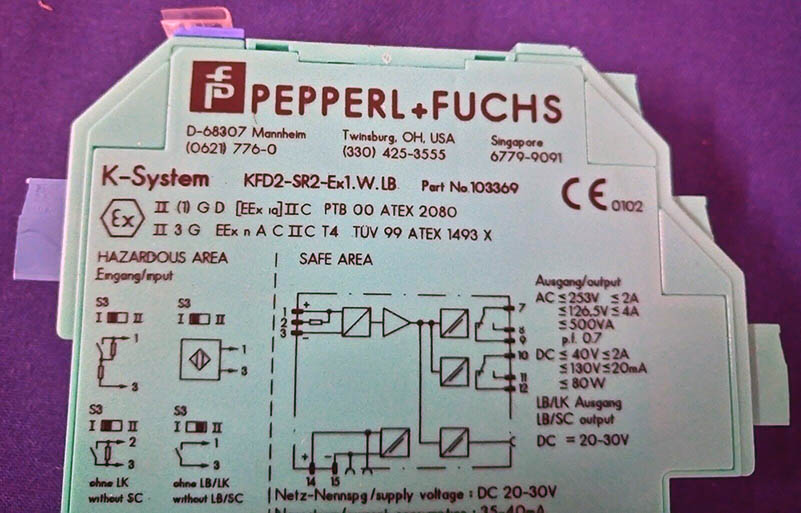 PEPPERL+FUCHS
D-68307 Mannheim
(0621) 776-0
Twinsburg, OH, USA
(330) 425-3555
Singapore
6779-9091
K-System KFD2-SR2-Ex1.W.LB Part No. 103369
CE 0102
Ex
II (1) G D [EEx ia] II C PTB 00 ATEX 2080
II 3 G EEx n A C II C T4 TÜV 99 ATEX 1493 X
HAZARDOUS AREA
Eingang/input
S3
I II
1
3
S3
I II
1
3
S3
I II
2
3
ohne LK
without SC
S3
I II
1
3
ohne LB/LK
without LB/SC
SAFE AREA
+
1
2
3
-
7
8
9
10
11
12
+ -
14 15
Ausgang/output
AC ≤253V ≤2A
≤126,5V ≤4A
≤500VA
p.f. 0.7
DC ≤ 40V ≤2A
≤130V ≤20mA
≤ 80W
LB/LK Ausgang
LB/SC output
DC = 20-30V
Netz-Nennspg/supply voltage : DC 20-30V